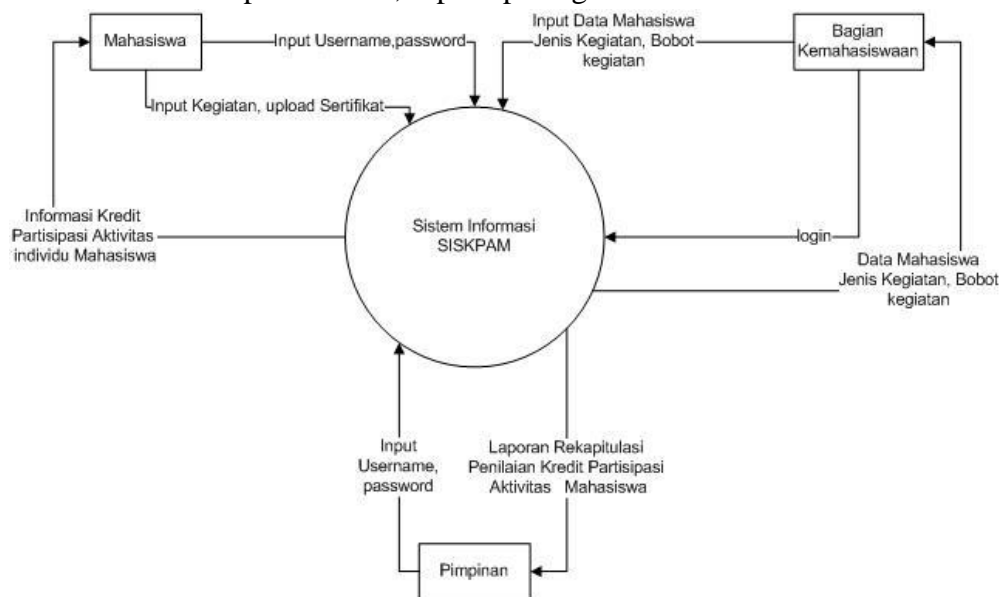 Mahasiswa
Input Username,password
Input Data Mahasiswa
Jenis Kegiatan, Bobot
kegiatan
Bagian
Kemahasiswaan
Input Kegiatan, upload Sertifikat
Informasi Kredit
Partisipasi Aktivitas
individu Mahasiswa
Sistem Informasi
SISKPAM
login
Data Mahasiswa
Jenis Kegiatan, Bobot
kegiatan
Input
Username,
password
Laporan Rekapitulasi
Penilaian Kredit Partisipasi
Aktivitas Mahasiswa
Pimpinan